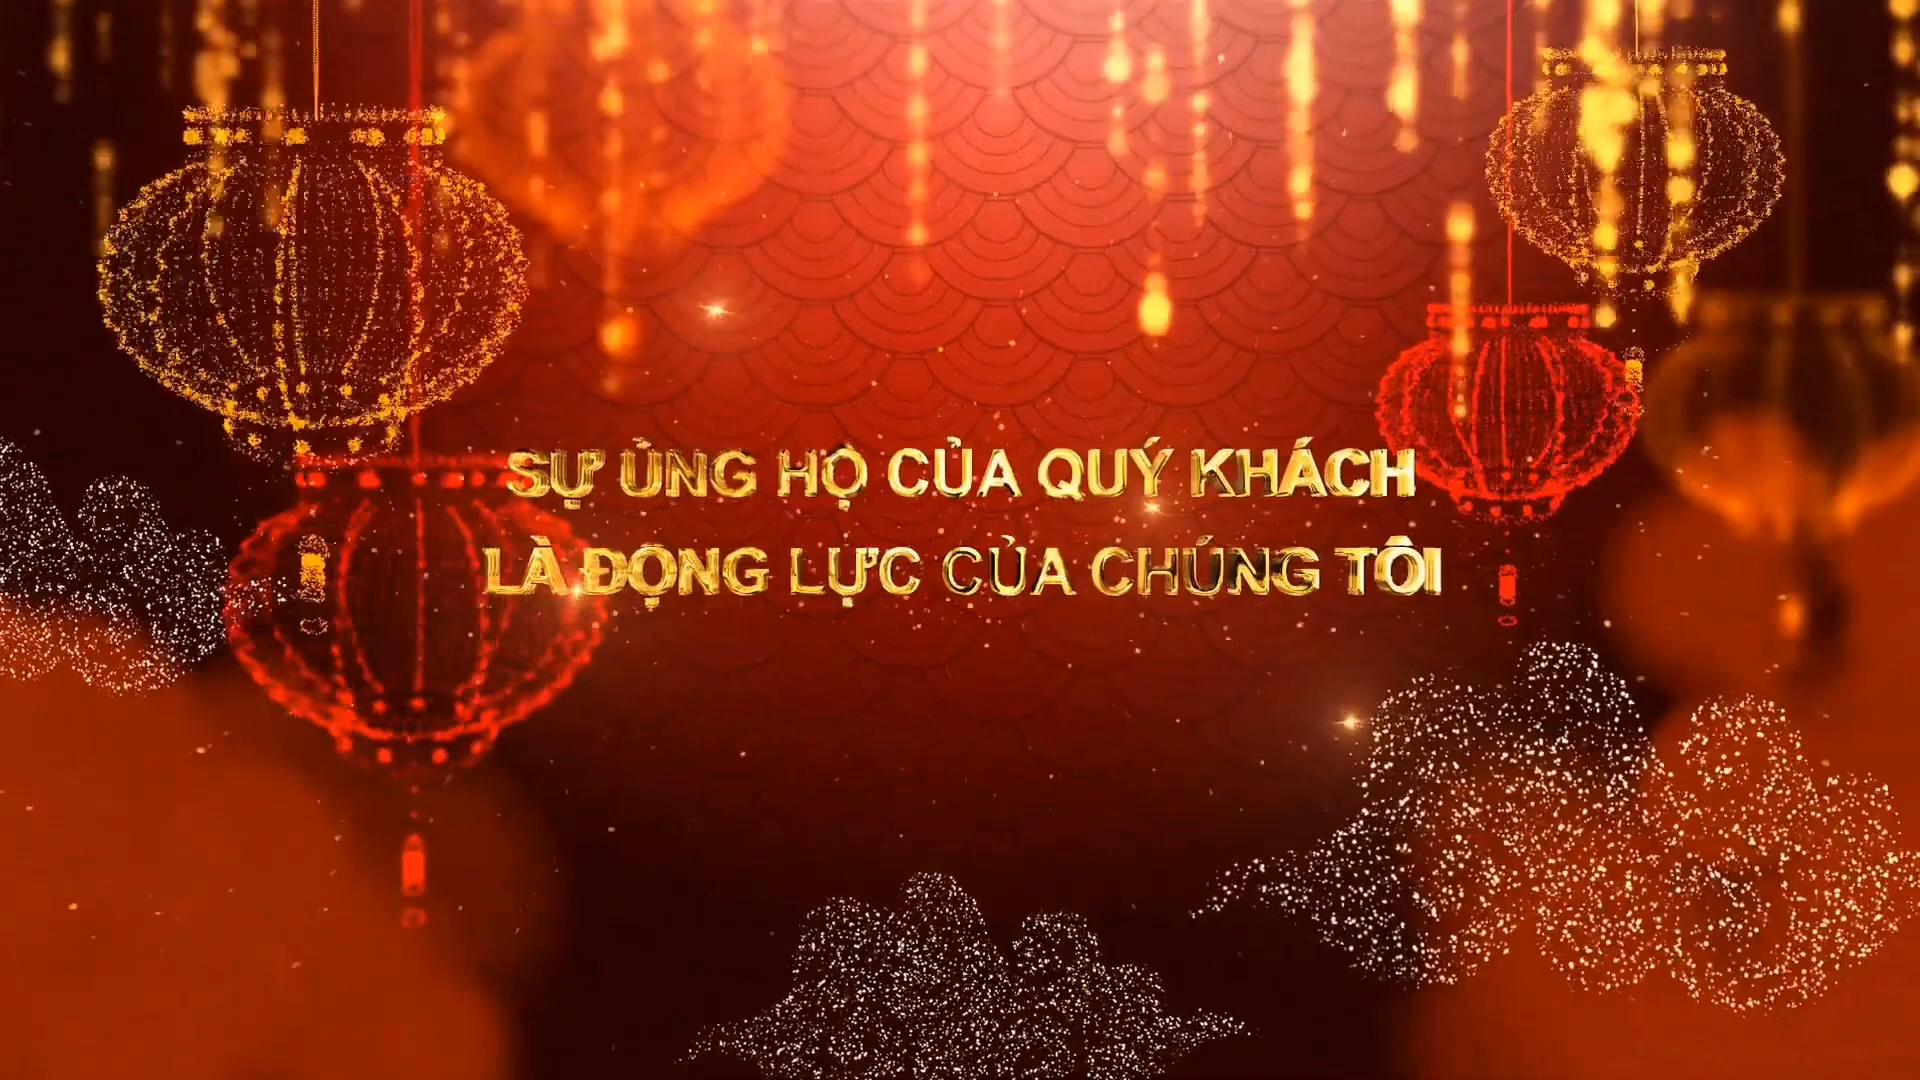 SỰ ỦNG HỘ CỦA QUÝ KHÁCH
LÀ ĐỘNG LỰC CỦA CHÚNG TÔI